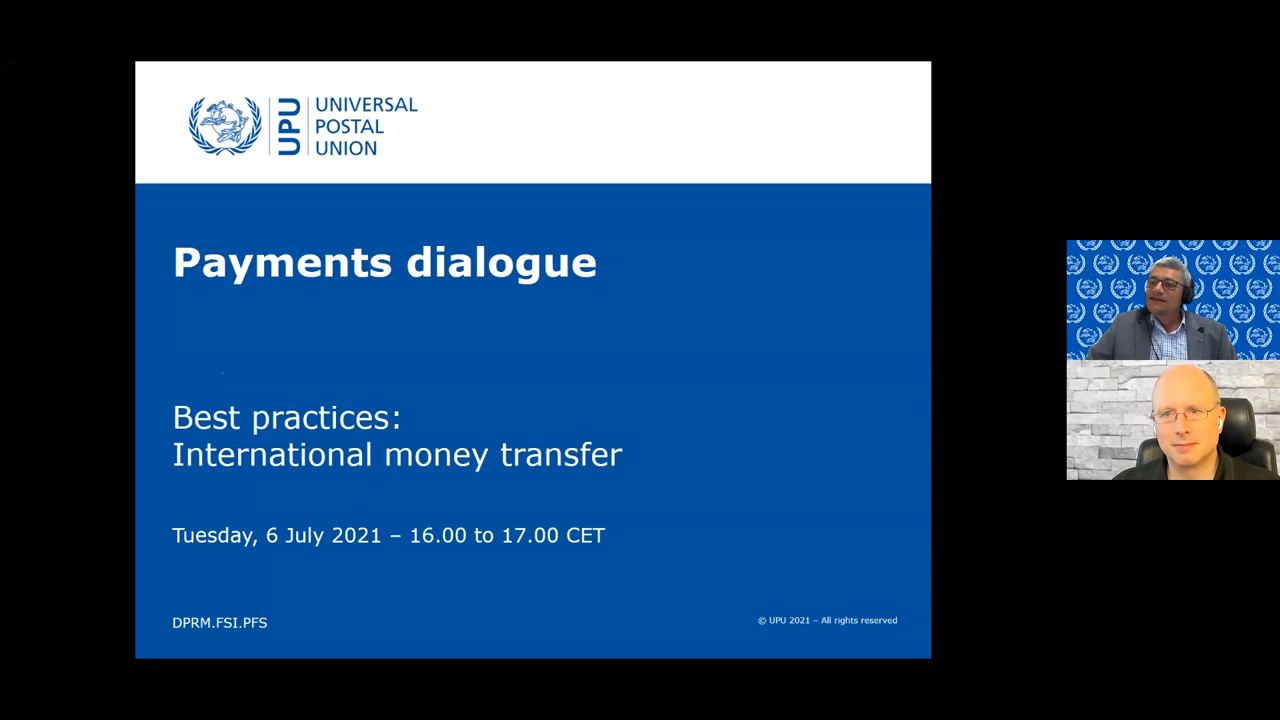 UPU
UNIVERSAL
POSTAL
UNION
Payments dialogue
Best practices:
International money transfer
Tuesday, 6 July 2021 – 16.00 to 17.00 CET
DPRM.FSI.PFS
© UPU 2021 – All rights reserved